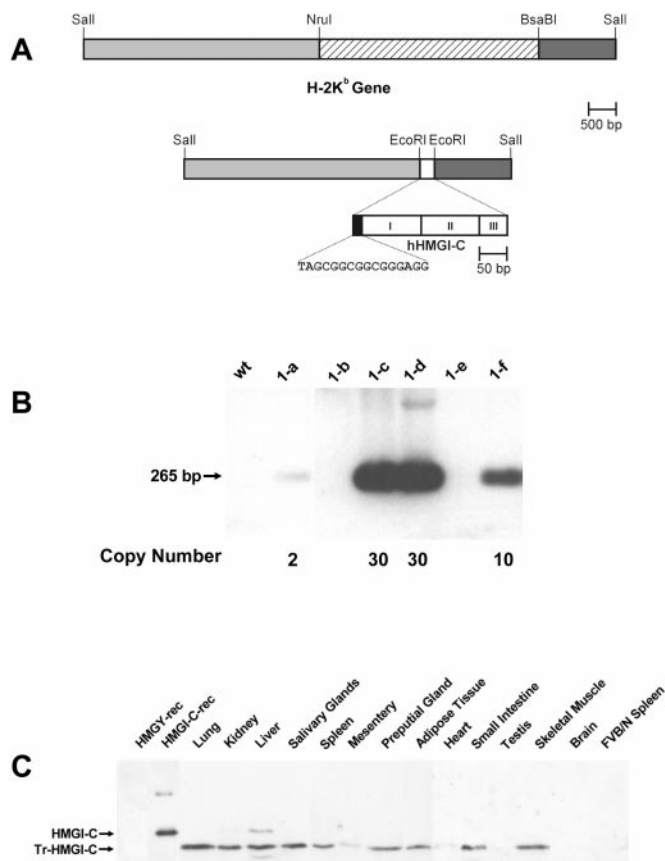 A
SalI NruI BsaBI SalI
H-2Kb Gene
500 bp
SalI EcoRI EcoRI SalI
I II III
hHMGI-C
50 bp
TAGCGGCGGCGGGAGG
B
wt 1-a 1-b 1-c 1-d 1-e 1-f
265 bp
Copy Number 2 30 30 10
C
HMGY-rec HMGI-C-rec Lung Kidney Liver Salivary Glands Spleen Mesentery Preputial Gland Adipose Tissue Heart Small Intestine Testis Skeletal Muscle Brain FVB/N Spleen
HMGI-C
Tr-HMGI-C